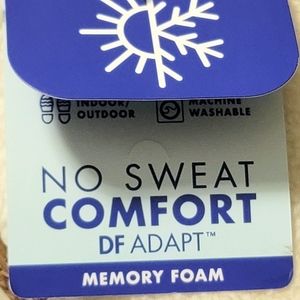 INDOOR/ MACHINE
OUTDOOR WASHABLE
NO SWEAT
COMFORT
DF ADAPT™
MEMORY FOAM